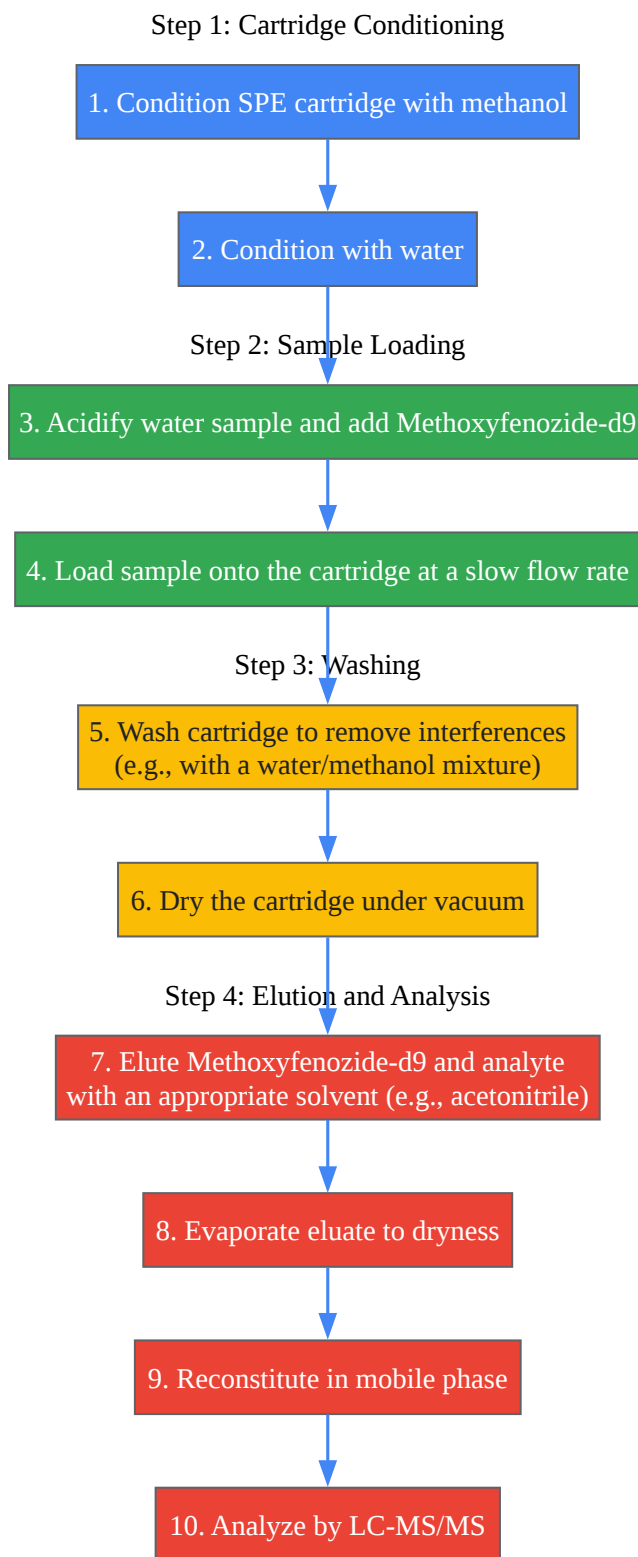 Step 1: Cartridge Conditioning
1. Condition SPE cartridge with methanol
2. Condition with water
Step 2: Sample Loading
3. Acidify water sample and add Methoxyfenozide-d9
4. Load sample onto the cartridge at a slow flow rate
Step 3: Washing
5. Wash cartridge to remove interferences
(e.g., with a water/methanol mixture)
6. Dry the cartridge under vacuum
Step 4: Elution and Analysis
7. Elute Methoxyfenozide-d9 and analyte
with an appropriate solvent (e.g., acetonitrile)
8. Evaporate eluate to dryness
9. Reconstitute in mobile phase
10. Analyze by LC-MS/MS